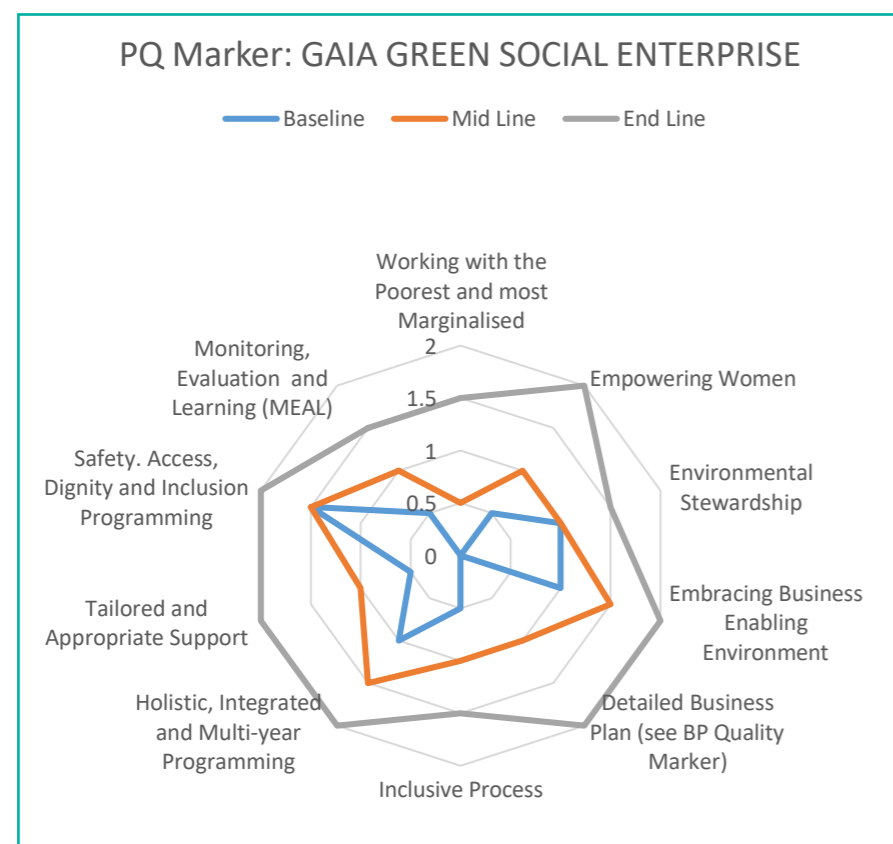 PQ Marker: GAIA GREEN SOCIAL ENTERPRISE
Baseline Mid Line End Line
Working with the
Poorest and most
Marginalised
Empowering Women
Environmental
Stewardship
Embracing Business
Enabling
Environment
Detailed Business
Plan (see BP Quality
Marker)
Inclusive Process
Holistic, Integrated
and Multi-year
Programming
Tailored and
Appropriate Support
Safety. Access,
Dignity and Inclusion
Programming
Monitoring,
Evaluation and
Learning (MEAL)
2
1.5
1
0.5
0